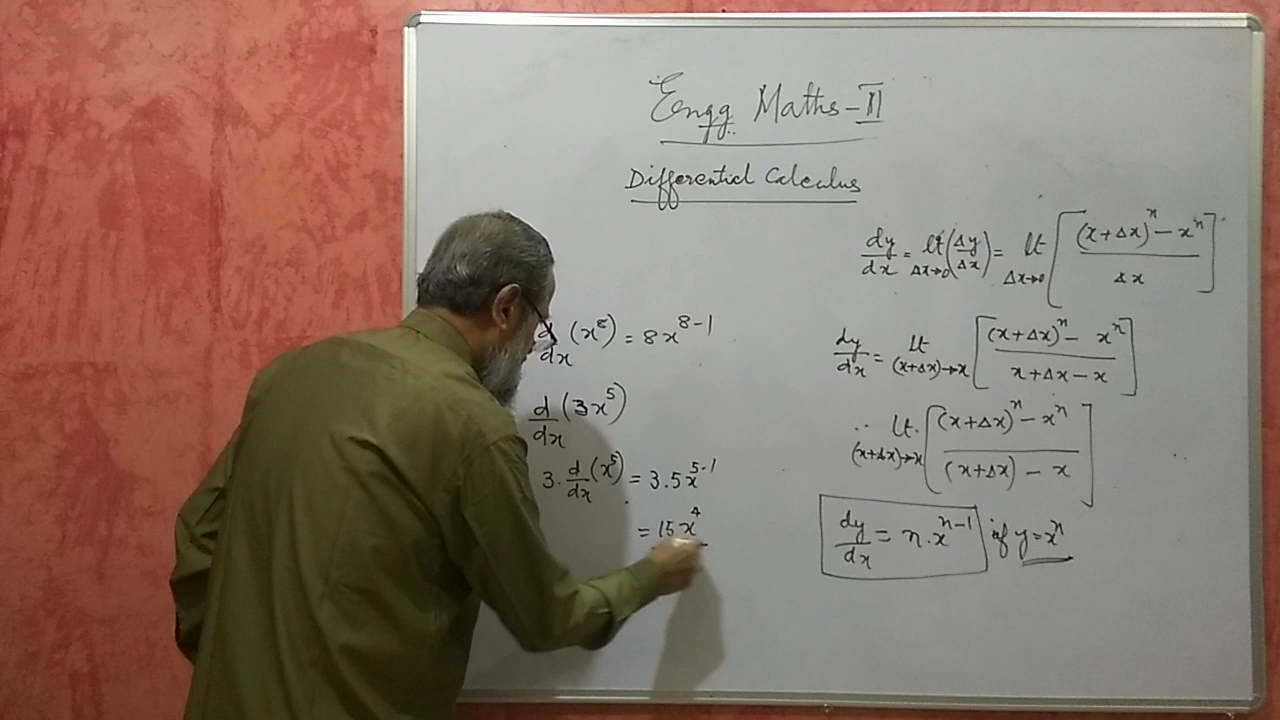 Engg Maths-II
Differential Calculus
d/dx (x^8) = 8x^{8-1}
d/dx (3x^5)
3. d/dx (x^5) = 3.5x^{5-1}
= 15x^4
dy/dx = lt Δx→0 (Δy/Δx) = lt Δx→0 [((x+Δx)^n - x^n)/Δx]
dy/dx = lt (x+Δx)→x [((x+Δx)^n - x^n)/(x+Δx-x)]
lt. (x+Δx)→x [((x+Δx)^n - x^n)/((x+Δx) - x)]
dy/dx = n.x^{n-1} if y=x^n